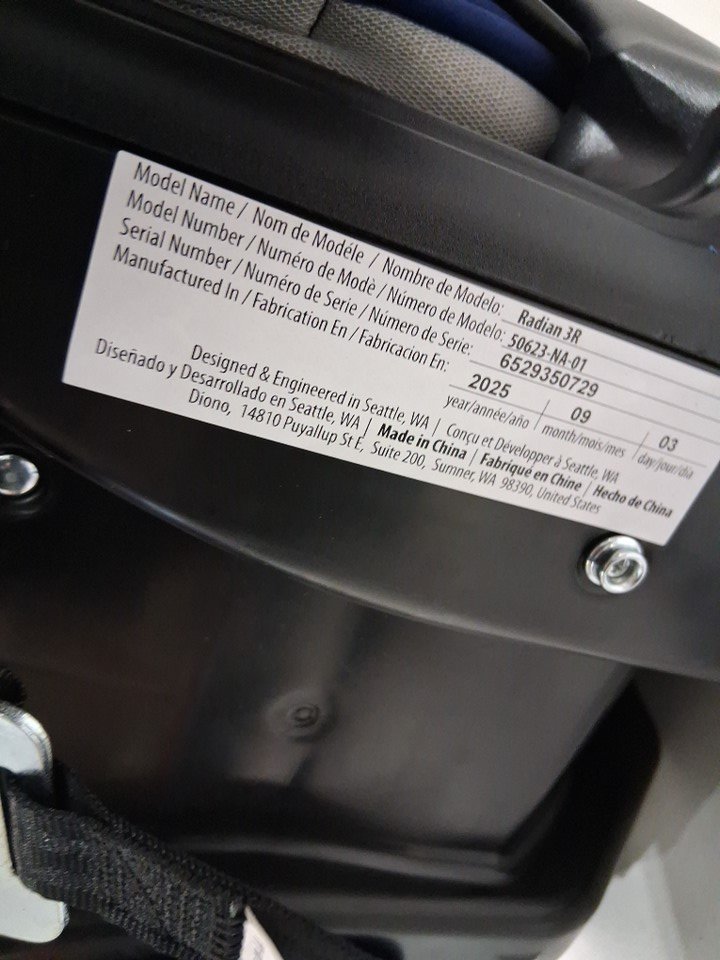 Model Name / Nom de Modéle / Nombre de Modelo: Radian 3R
Model Number / Numéro de Modè / Número de Modelo: 50623-NA-01
Serial Number / Numéro de Serie / Número de Serie: 6529350729
Manufactured In / Fabrication En / Fabricacion En: 2025 | 09 | 03
year/année/año | month/mois/mes | day/jour/dia
Designed & Engineered in Seattle, WA | Conçu et Développer à Seattle, WA
Diseñado y Desarrollado en Seattle, WA | Made in China | Fabriqué en Chine | Hecho de China
Diono, 14810 Puyallup St E, Suite 200, Sumner, WA 98390, United States